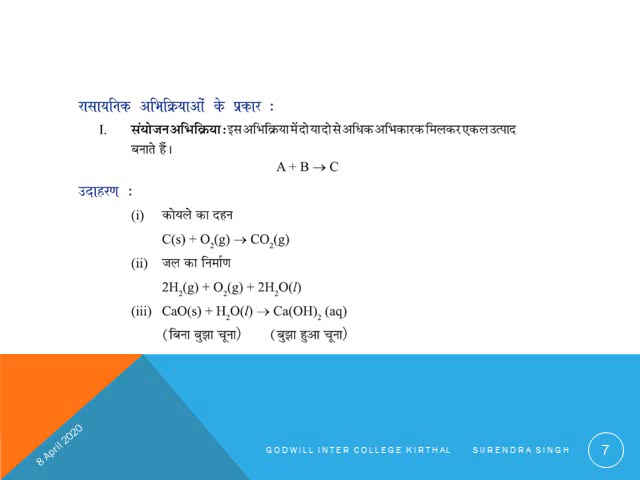 रासायनिक अभिक्रियाओं के प्रकार :
I. संयोजन अभिक्रिया : इस अभिक्रिया में दो या दो से अधिक अभिकारक मिलकर एकल उत्पाद
बनाते हैं।
A + B → C
उदाहरण :
(i) कोयले का दहन
C(s) + O₂(g) → CO₂(g)
(ii) जल का निर्माण
2H₂(g) + O₂(g) + 2H₂O(l)
(iii) CaO(s) + H₂O(l) → Ca(OH)₂ (aq)
(बिना बुझा चूना) (बुझा हुआ चूना)
8 April 2020
GODWILL INTER COLLEGE KIRTHAL SURENDRA SINGH
7